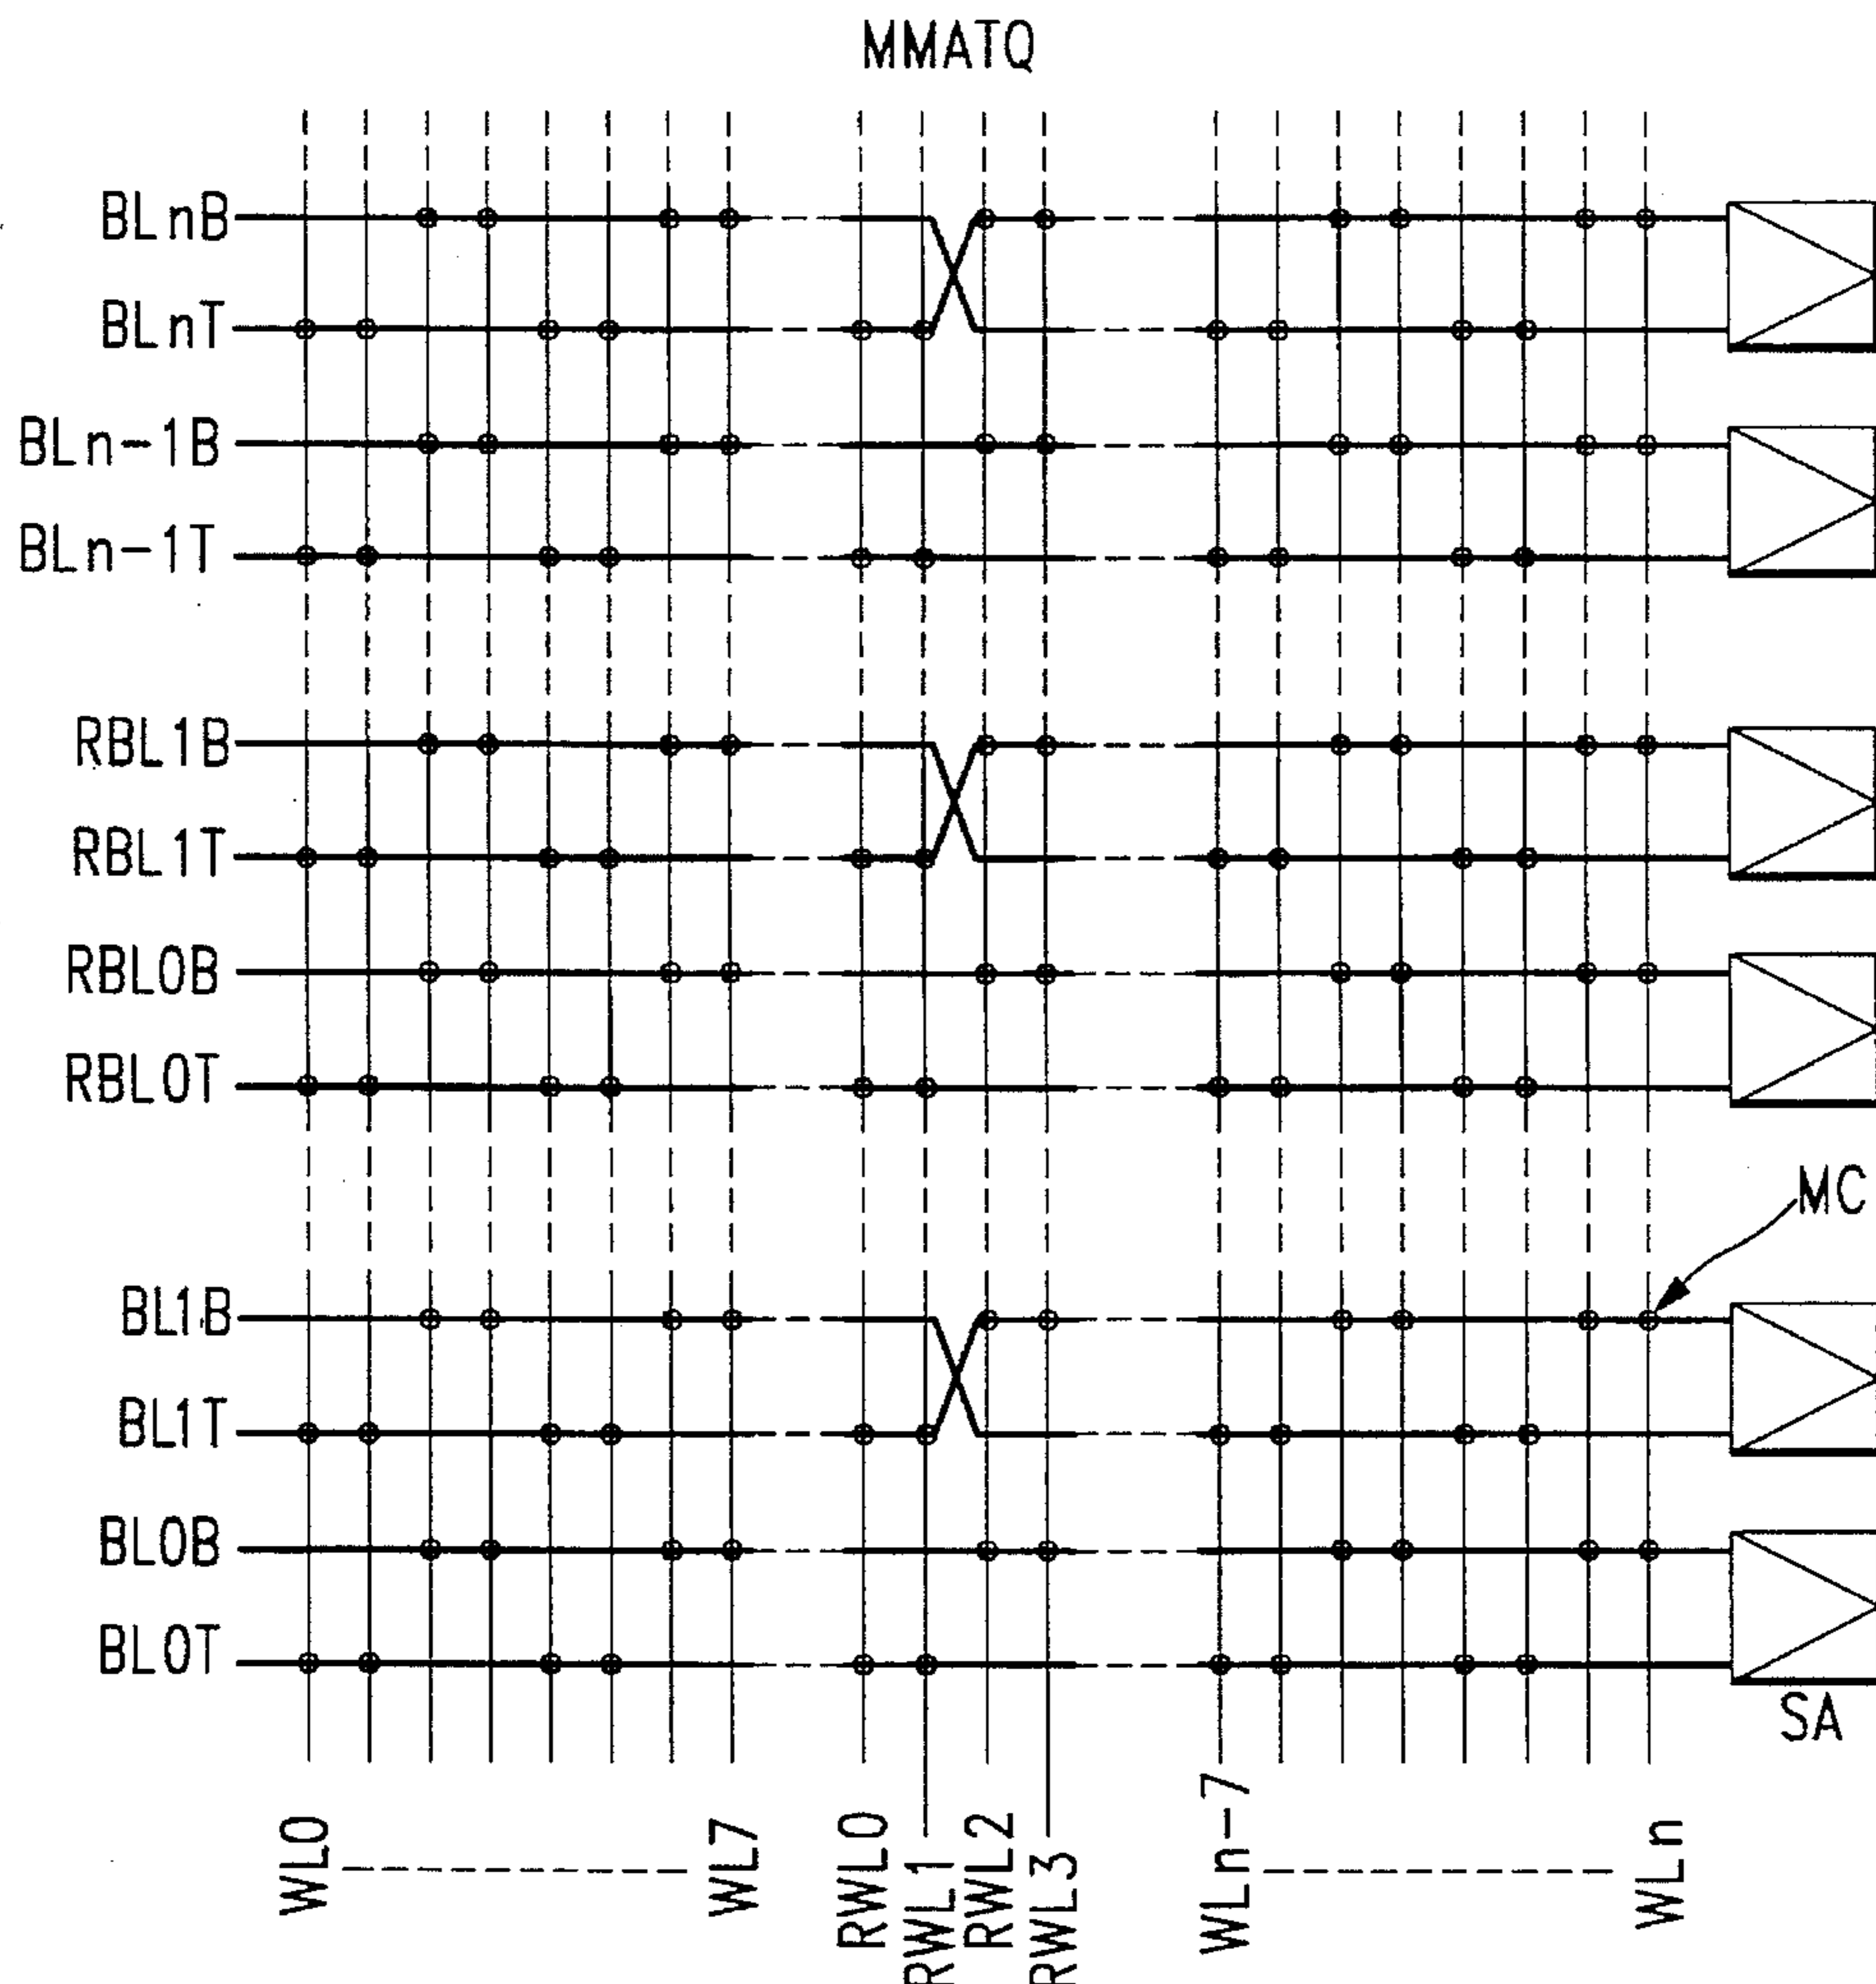 MMATQ
BLnB
BLnT
BLn-1B
BLn-1T
RBL1B
RBL1T
RBL0B
RBL0T
MC
BL1B
BL1T
BL0B
BL0T
SA
WL0
WL7
RWL0
RWL1
RWL2
RWL3
WLn-7
WLn